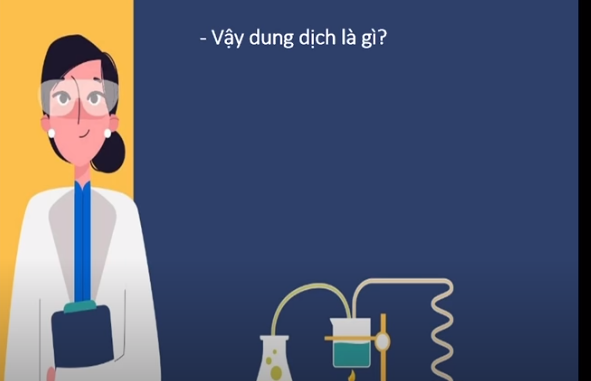 - Vậy dung dịch là gì?